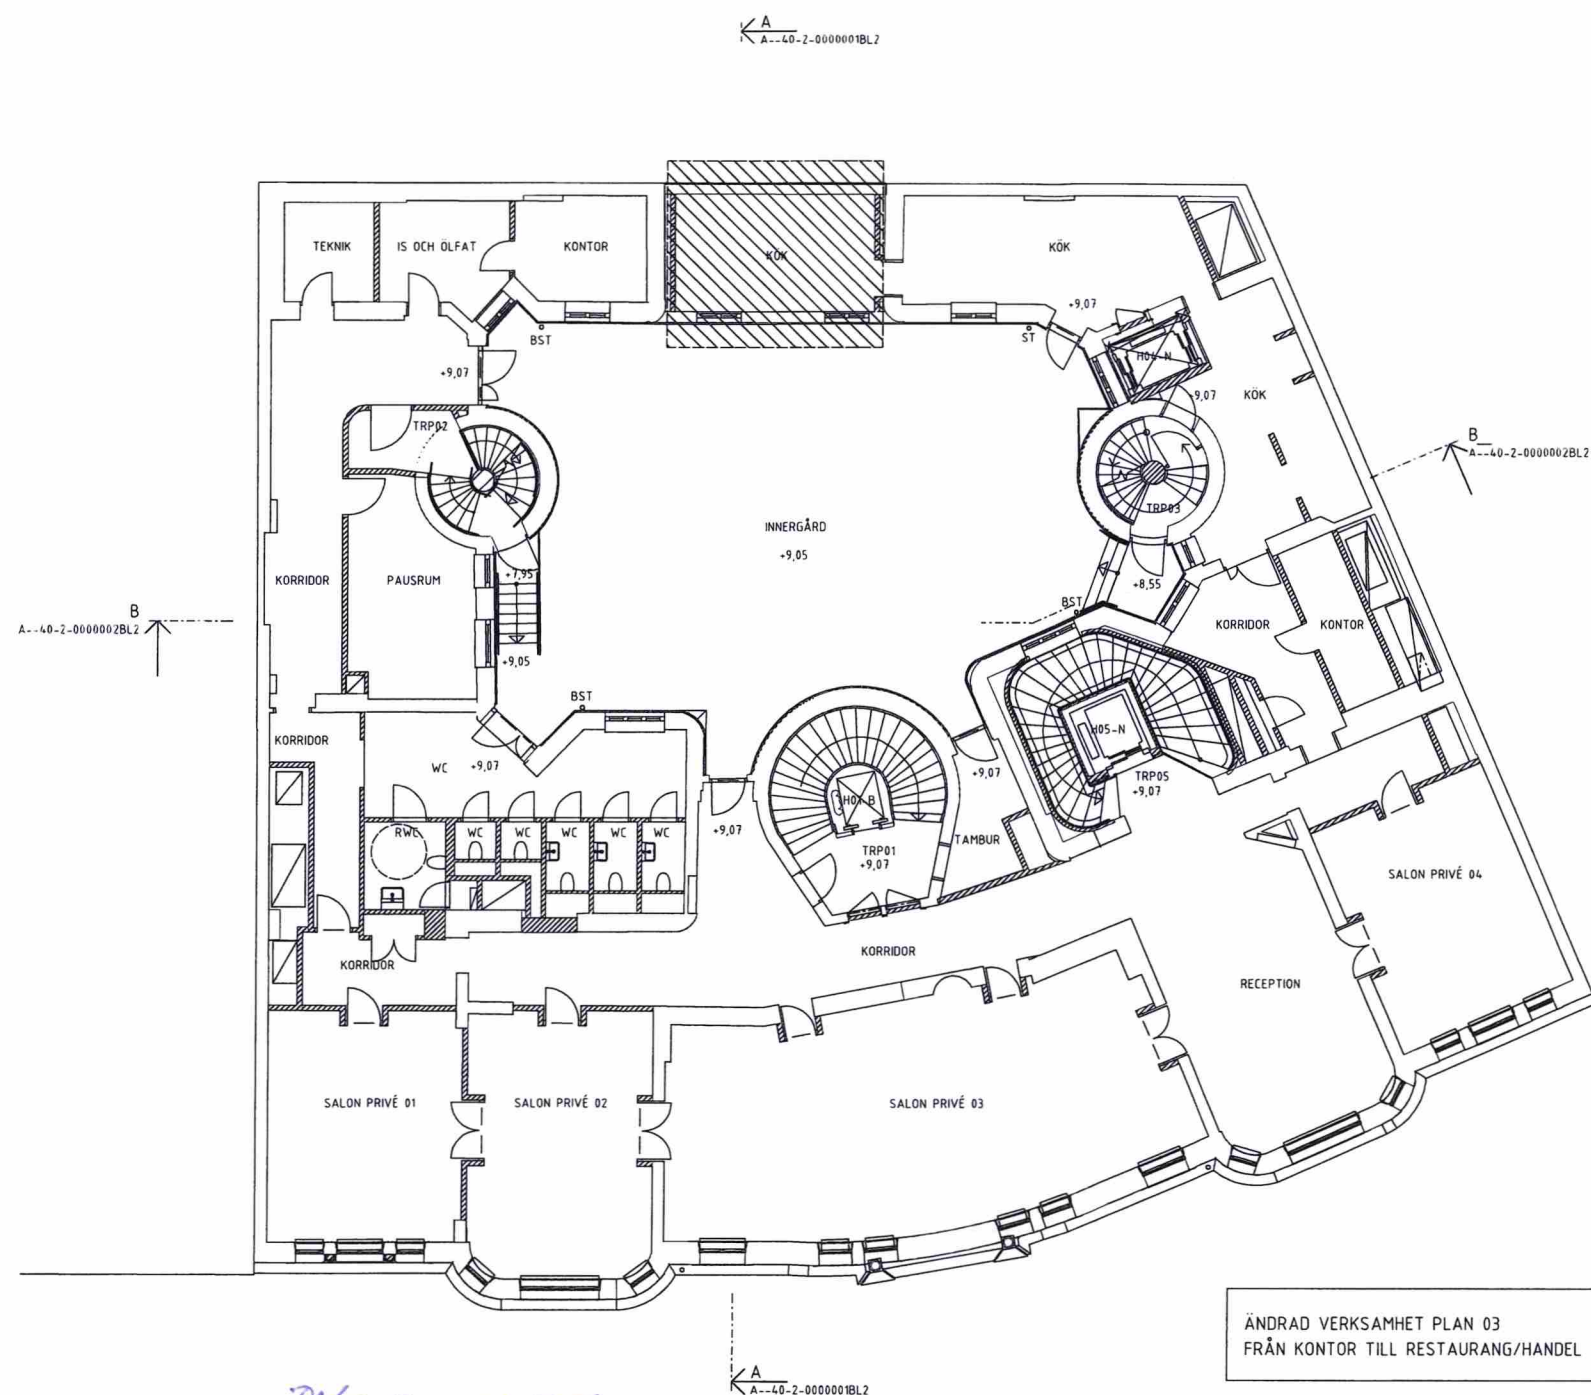 A
A--40-2-0000001BL2
TEKNIK
IS OCH ÖLFAT
KONTOR
KÖK
KÖK
+9,07
BST
ST
H04-N
+9,07
+9,07
KÖK
TRP02
B
A--40-2-0000002BL2
TRP03
INNERGÅRD
+9,05
KORRIDOR
PAUSRUM
+7,95
+8,55
BST
B
A--40-2-0000002BL2
KORRIDOR
KONTOR
+9,05
BST
H05-N
KORRIDOR
WC
+9,07
+9,07
TRP05
+9,07
H01-B
RWC
WC
WC
WC
WC
WC
+9,07
TRP01
+9,07
TAMBUR
SALON PRIVÉ 04
KORRIDOR
KORRIDOR
RECEPTION
SALON PRIVÉ 01
SALON PRIVÉ 02
SALON PRIVÉ 03
ÄNDRAD VERKSAMHET PLAN 03
FRÅN KONTOR TILL RESTAURANG/HANDEL
A
A--40-2-0000001BL2